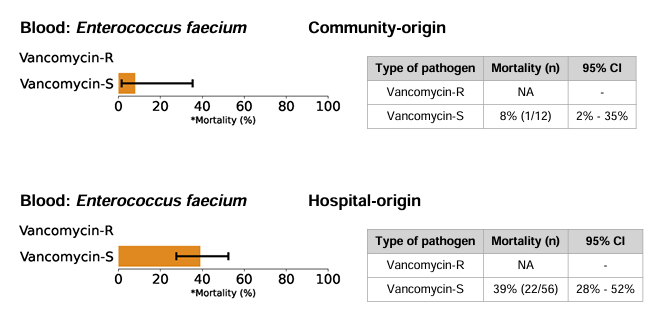 Blood: Enterococcus faecium
Community-origin
Vancomycin-R
Vancomycin-S
0 20 40 60 80 100
*Mortality (%)
Type of pathogen Mortality (n) 95% CI
Vancomycin-R NA -
Vancomycin-S 8% (1/12) 2% - 35%
Blood: Enterococcus faecium
Hospital-origin
Vancomycin-R
Vancomycin-S
0 20 40 60 80 100
*Mortality (%)
Type of pathogen Mortality (n) 95% CI
Vancomycin-R NA -
Vancomycin-S 39% (22/56) 28% - 52%